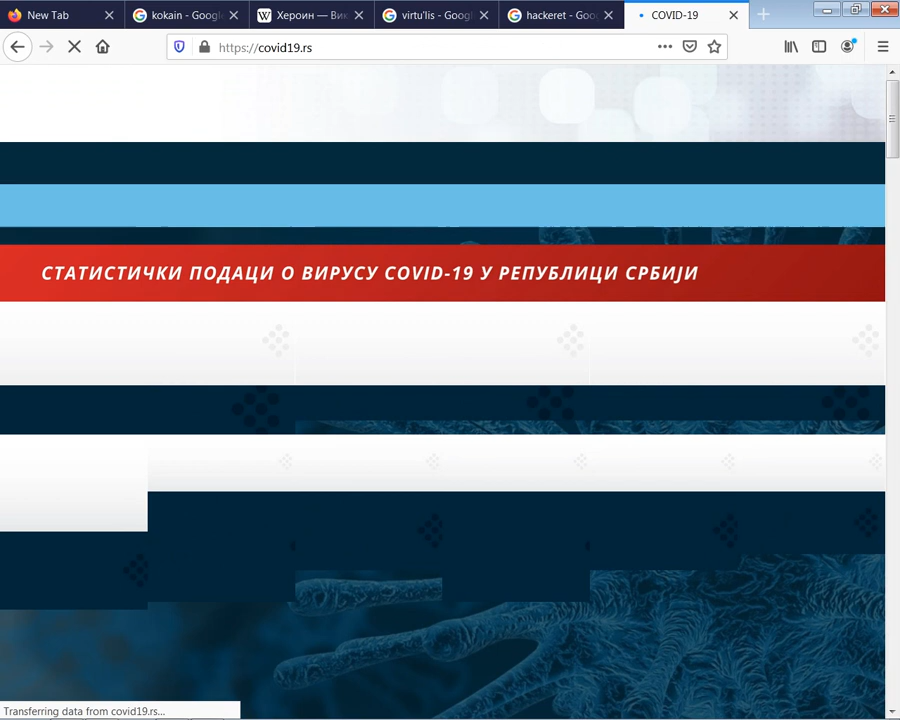 New Tab
kokain - Googl
Хероин — Вик
virtu'lis - Goog
hackeret - Goo
COVID-19
https://covid19.rs
СТАТИСТИЧКИ ПОДАЦИ О ВИРУСУ COVID-19 У РЕПУБЛИЦИ СРБИЈИ
Transferring data from covid19.rs...